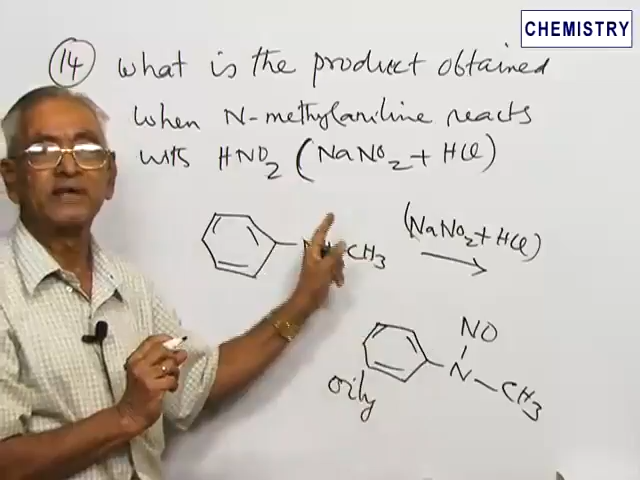 CHEMISTRY
14 What is the product obtained
when N-methylaniline reacts
with HNO2 (NaNO2 + HCl)
NH CH3
(NaNO2 + HCl)
NO
N
CH3
oily